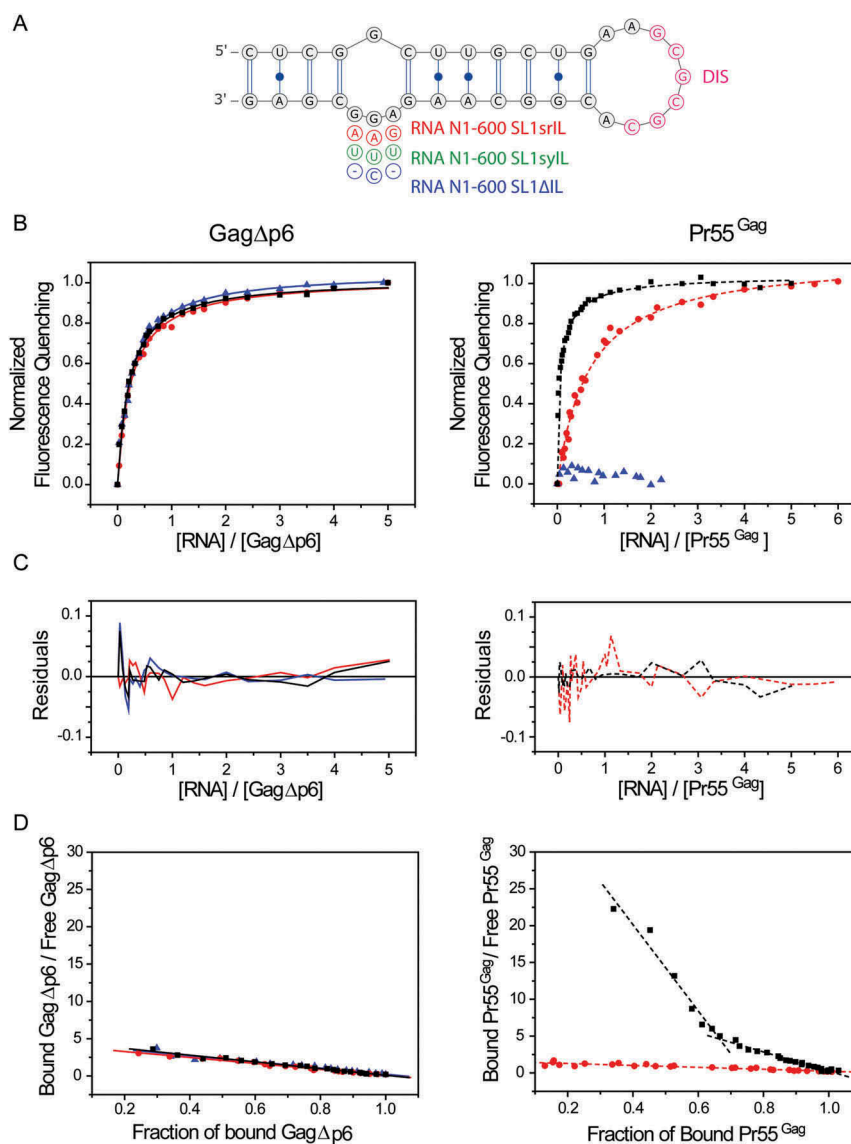 A
G
A A G
5' C U C G C U U G C U G C
G DIS
3' G A G C G A A C G G C A C G C
G G A
A A G RNA N1-600 SL1srIL
U U U RNA N1-600 SL1syIL
- C - RNA N1-600 SL1ΔIL
B
GagΔp6
Normalized
Fluorescence Quenching
1.0
0.8
0.6
0.4
0.2
0.0
0 1 2 3 4 5
[RNA] / [GagΔp6]
Pr55Gag
Normalized
Fluorescence Quenching
1.0
0.8
0.6
0.4
0.2
0.0
0 1 2 3 4 5 6
[RNA] / [Pr55 Gag ]
C
Residuals
0.1
0.0
-0.1
0 1 2 3 4 5
[RNA] / [GagΔp6]
Residuals
0.1
0.0
-0.1
0 1 2 3 4 5 6
[RNA] / [Pr55 Gag]
D
Bound GagΔp6 / Free GagΔp6
30
25
20
15
10
5
0
0.2 0.4 0.6 0.8 1.0
Fraction of bound GagΔp6
Bound Pr55Gag/ Free Pr55 Gag
30
25
20
15
10
5
0
0.2 0.4 0.6 0.8 1.0
Fraction of Bound Pr55Gag